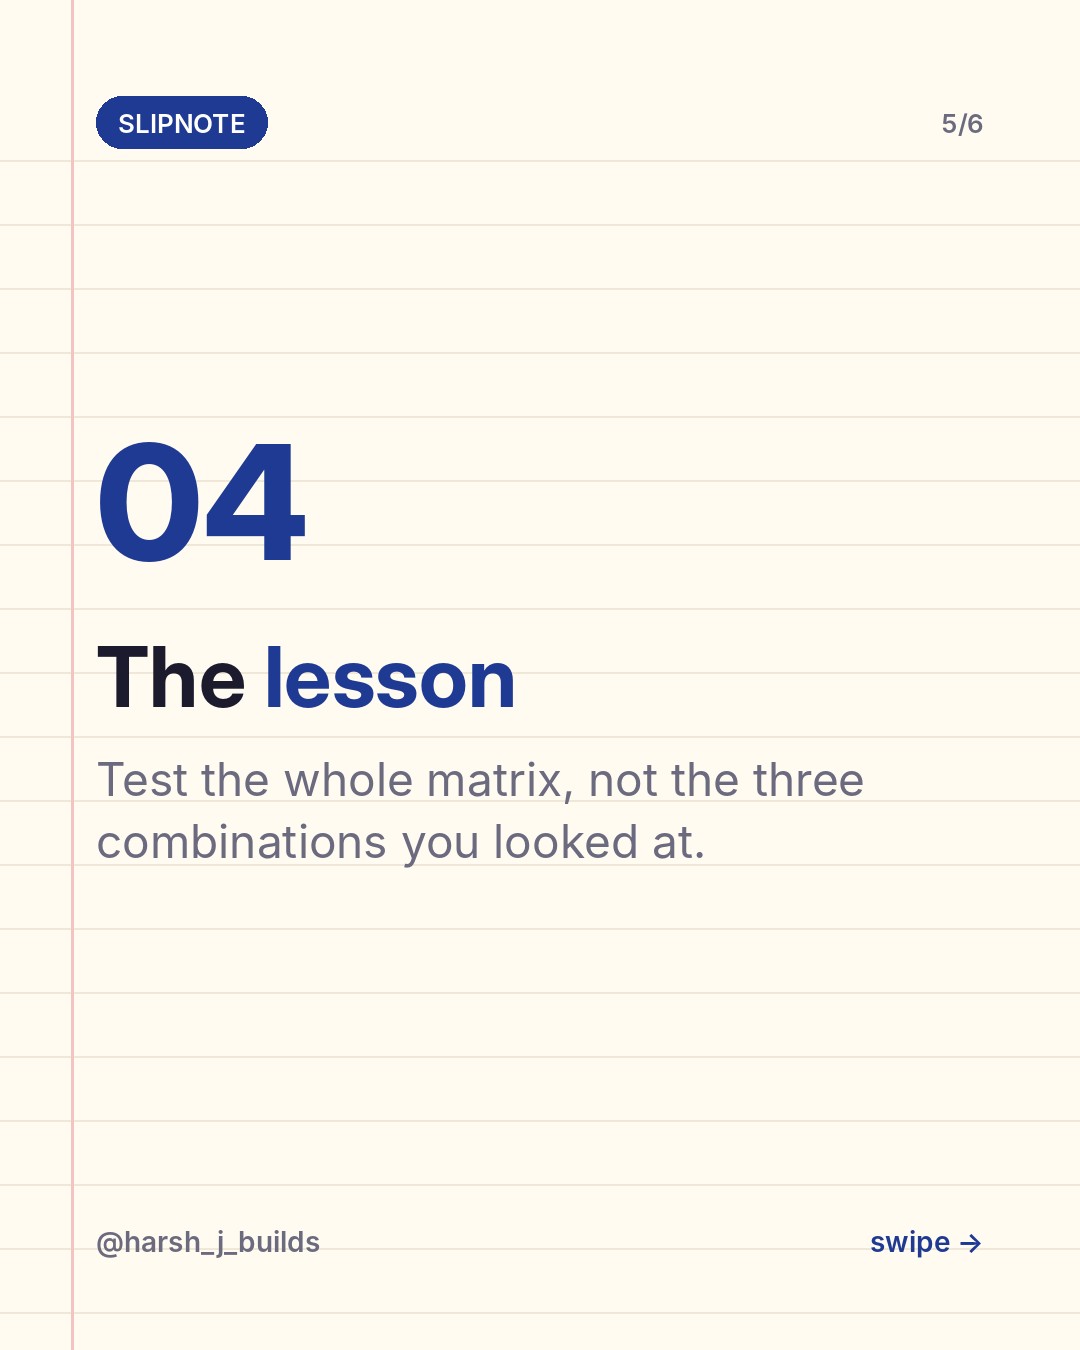 SLIPNOTE
5/6
04
The lesson
Test the whole matrix, not the three
combinations you looked at.
@harsh_j_builds
swipe →